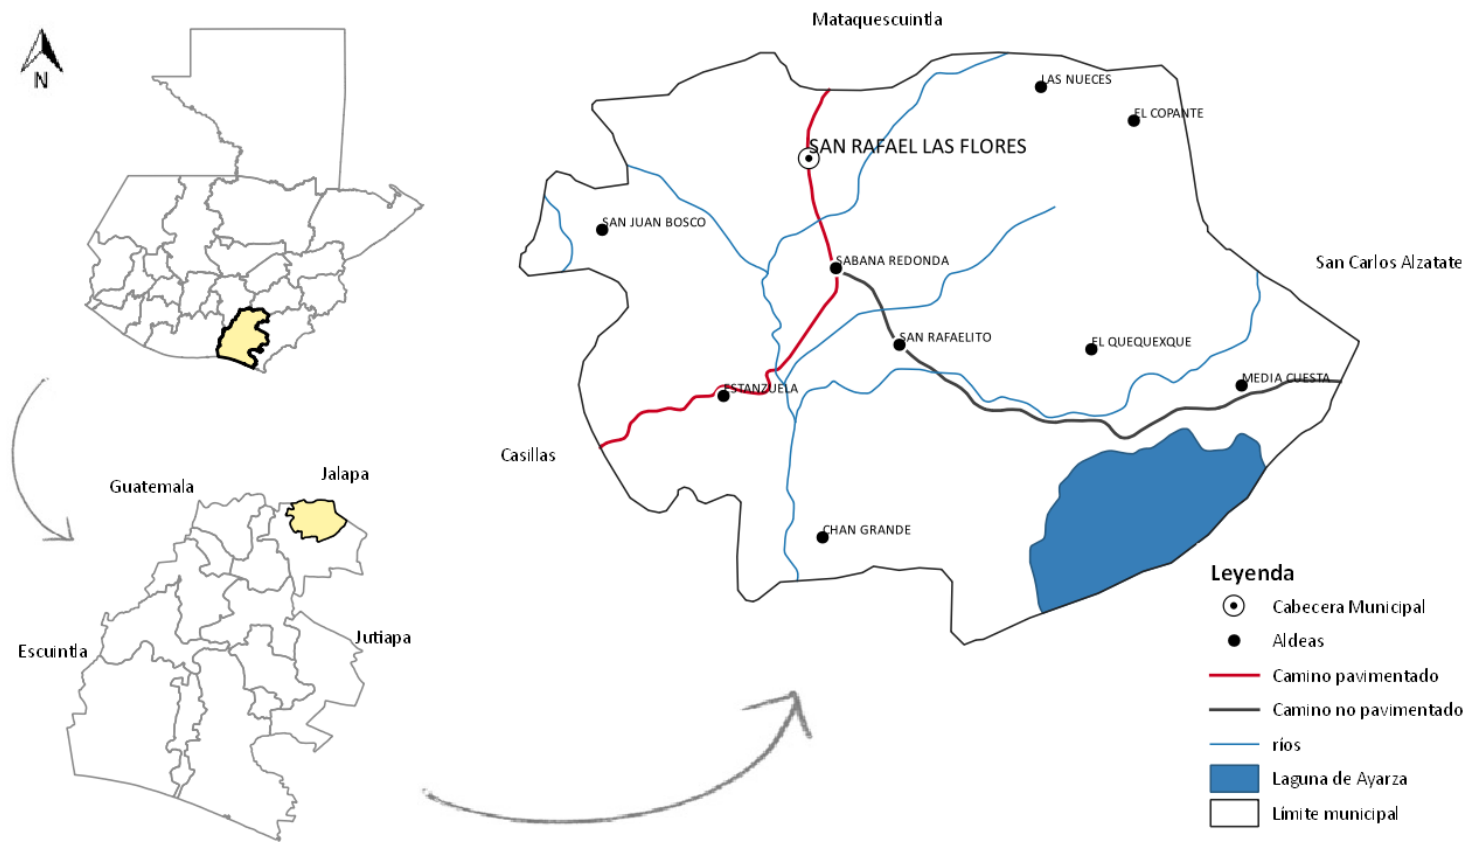 Mataquescuintla
N
LAS NUECES
EL COPANTE
SAN RAFAEL LAS FLORES
SAN JUAN BOSCO
SABANA REDONDA
San Carlos Alzatate
SAN RAFAELITO
EL QUEQUEXQUE
MEDIA CUESTA
ESTANZUELA
Casillas
CHAN GRANDE
Jalapa
Guatemala
Escuintla
Jutiapa
Leyenda
Cabecera Municipal
Aldeas
Camino pavimentado
Camino no pavimentado
ríos
Laguna de Ayarza
Límite municipal